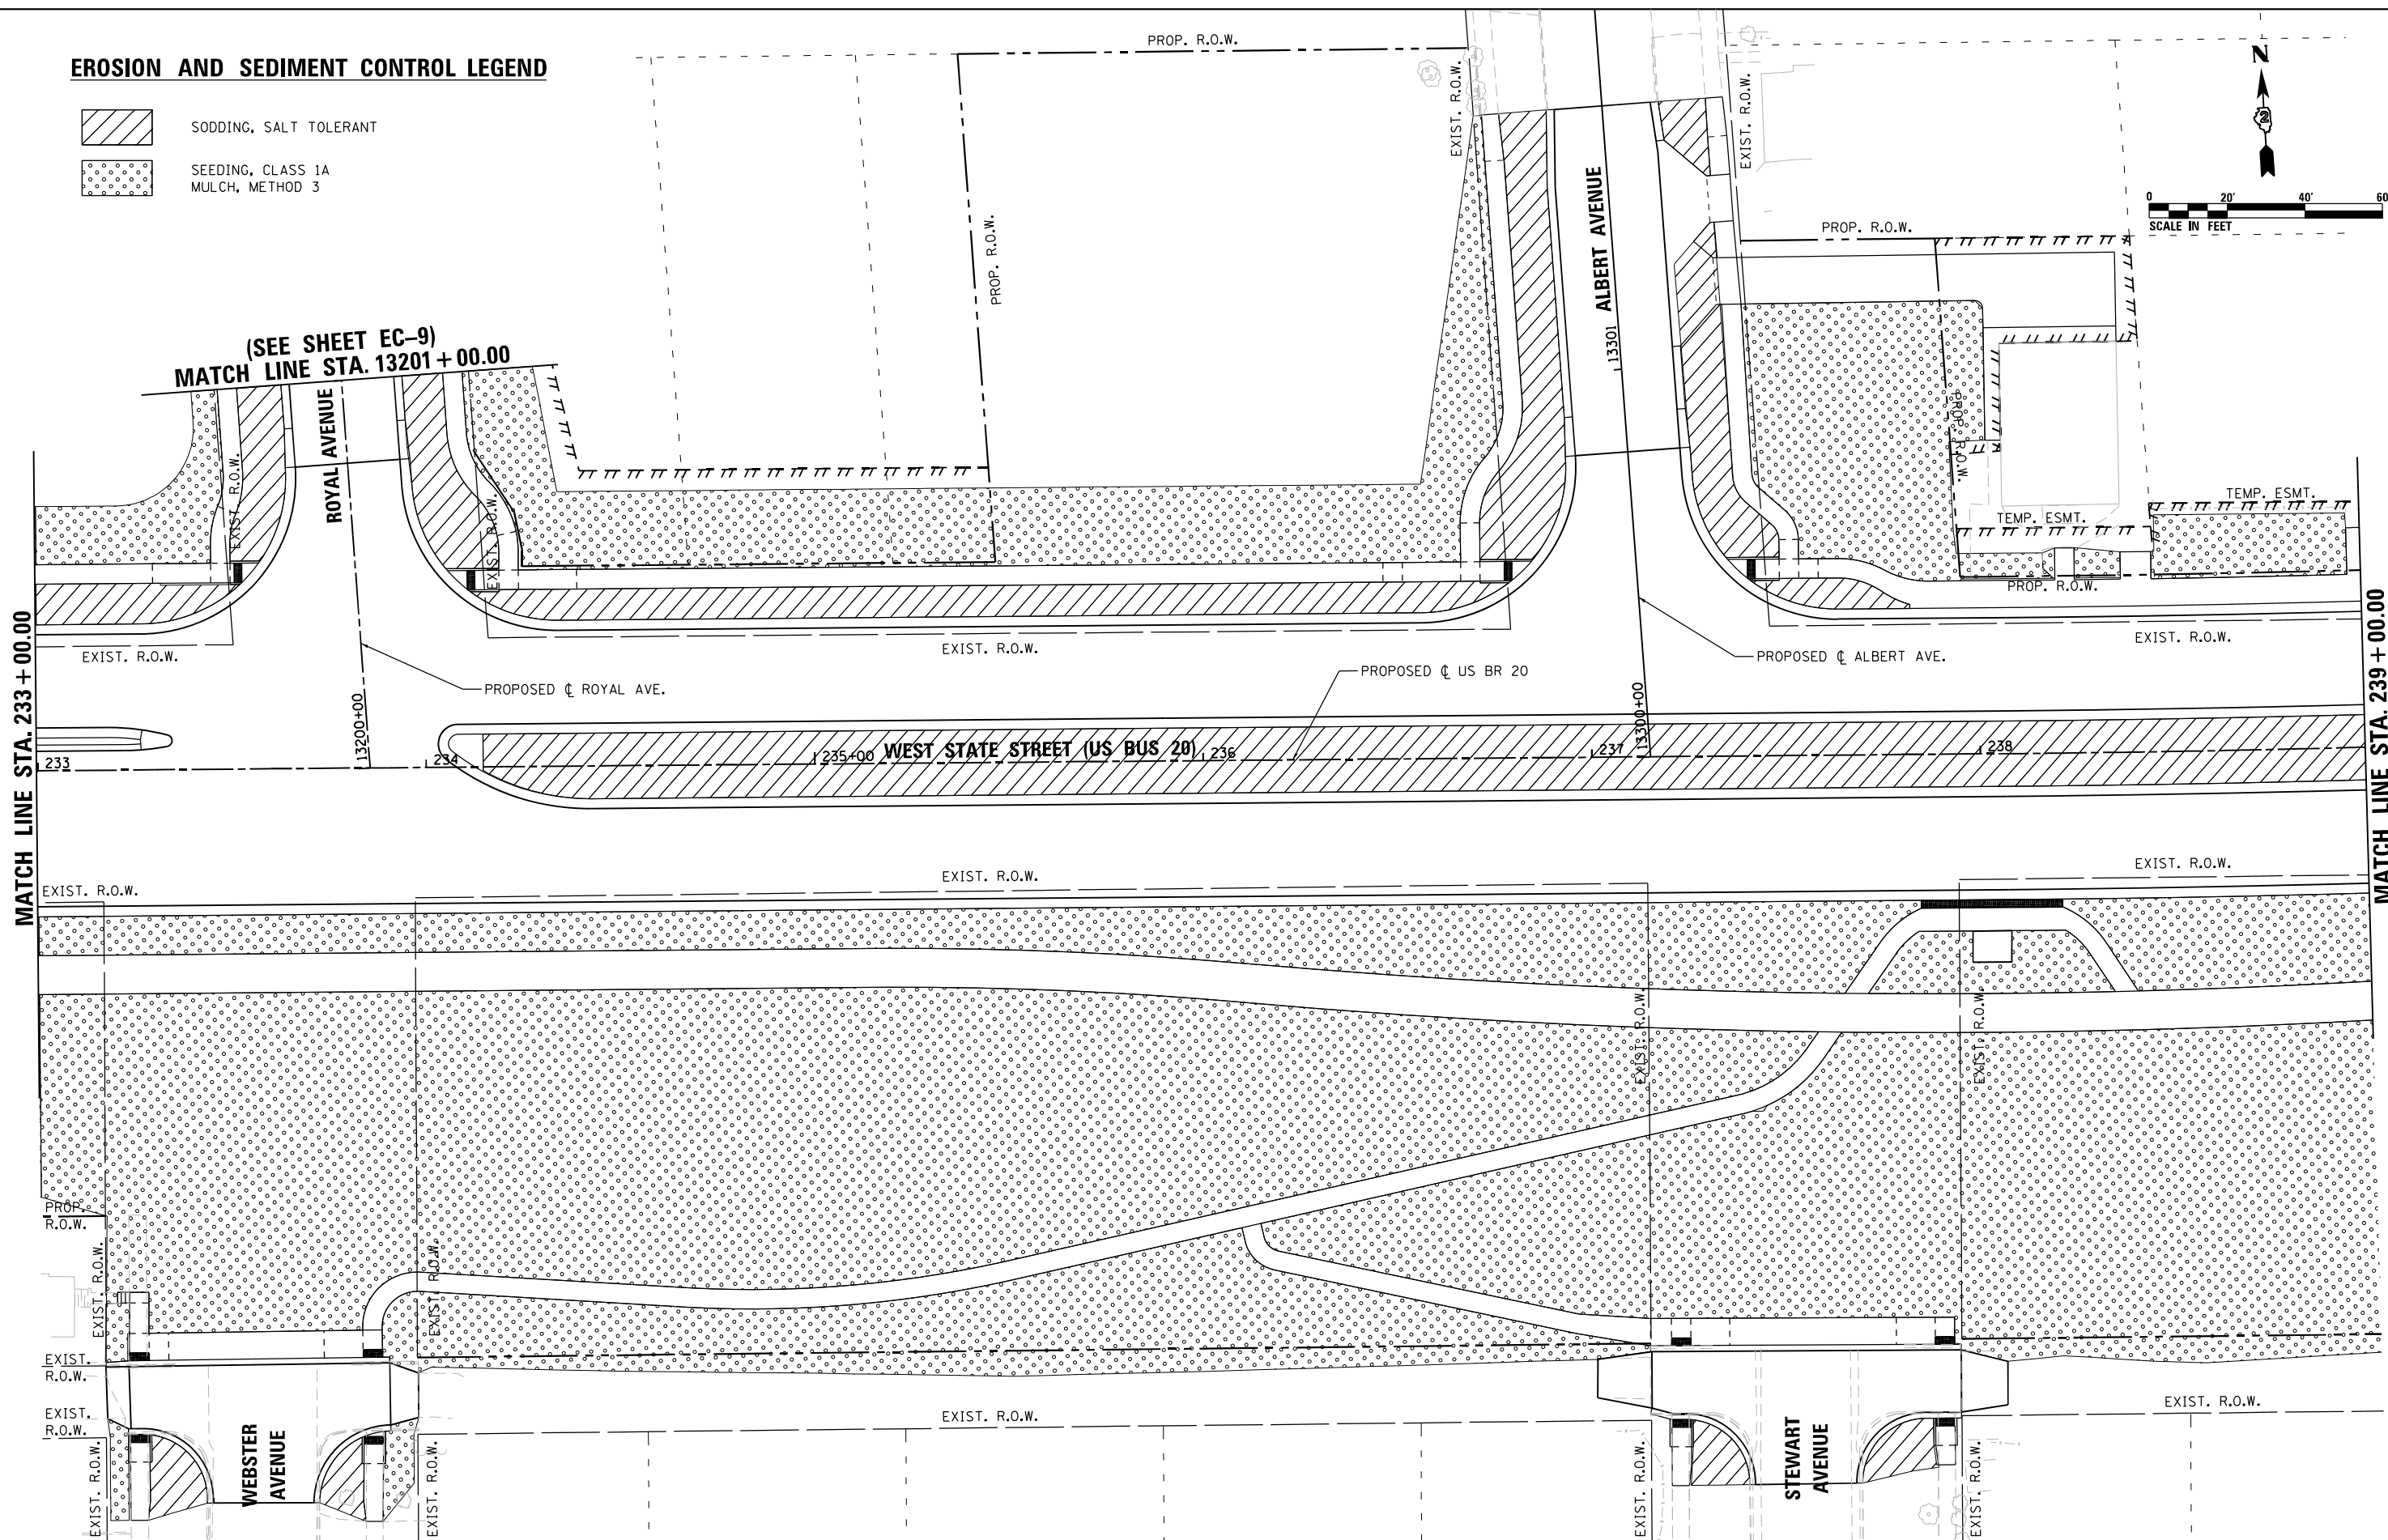 EROSION AND SEDIMENT CONTROL LEGEND
SODDING, SALT TOLERANT
SEEDING, CLASS 1A
MULCH, METHOD 3
PROP. R.O.W.
EXIST. R.O.W.
EXIST. R.O.W.
N
2
0 20' 40' 60
SCALE IN FEET
PROP. R.O.W.
ALBERT AVENUE
13301
PROP. R.O.W.
(SEE SHEET EC-9)
MATCH LINE STA. 13201+00.00
ROYAL AVENUE
EXIST. R.O.W.
EXIST. R.O.W.
PROP. R.O.W.
TEMP. ESMT.
TEMP. ESMT.
PROP. R.O.W.
EXIST. R.O.W.
EXIST. R.O.W.
EXIST. R.O.W.
PROPOSED ℄ ROYAL AVE.
PROPOSED ℄ US BR 20
PROPOSED ℄ ALBERT AVE.
MATCH LINE STA. 233+00.00
MATCH LINE STA. 239+00.00
13200+00
13300+00
233
234
235+00
WEST STATE STREET (US BUS 20)
236
237
238
EXIST. R.O.W.
EXIST. R.O.W.
EXIST. R.O.W.
EXIST. R.O.W.
EXIST. R.O.W.
PROP.
R.O.W.
EXIST. R.O.W.
EXIST. R.O.W.
EXIST.
R.O.W.
EXIST.
R.O.W.
EXIST. R.O.W.
EXIST. R.O.W.
WEBSTER
AVENUE
STEWART
AVENUE
EXIST. R.O.W.
EXIST. R.O.W.
EXIST. R.O.W.
EXIST. R.O.W.